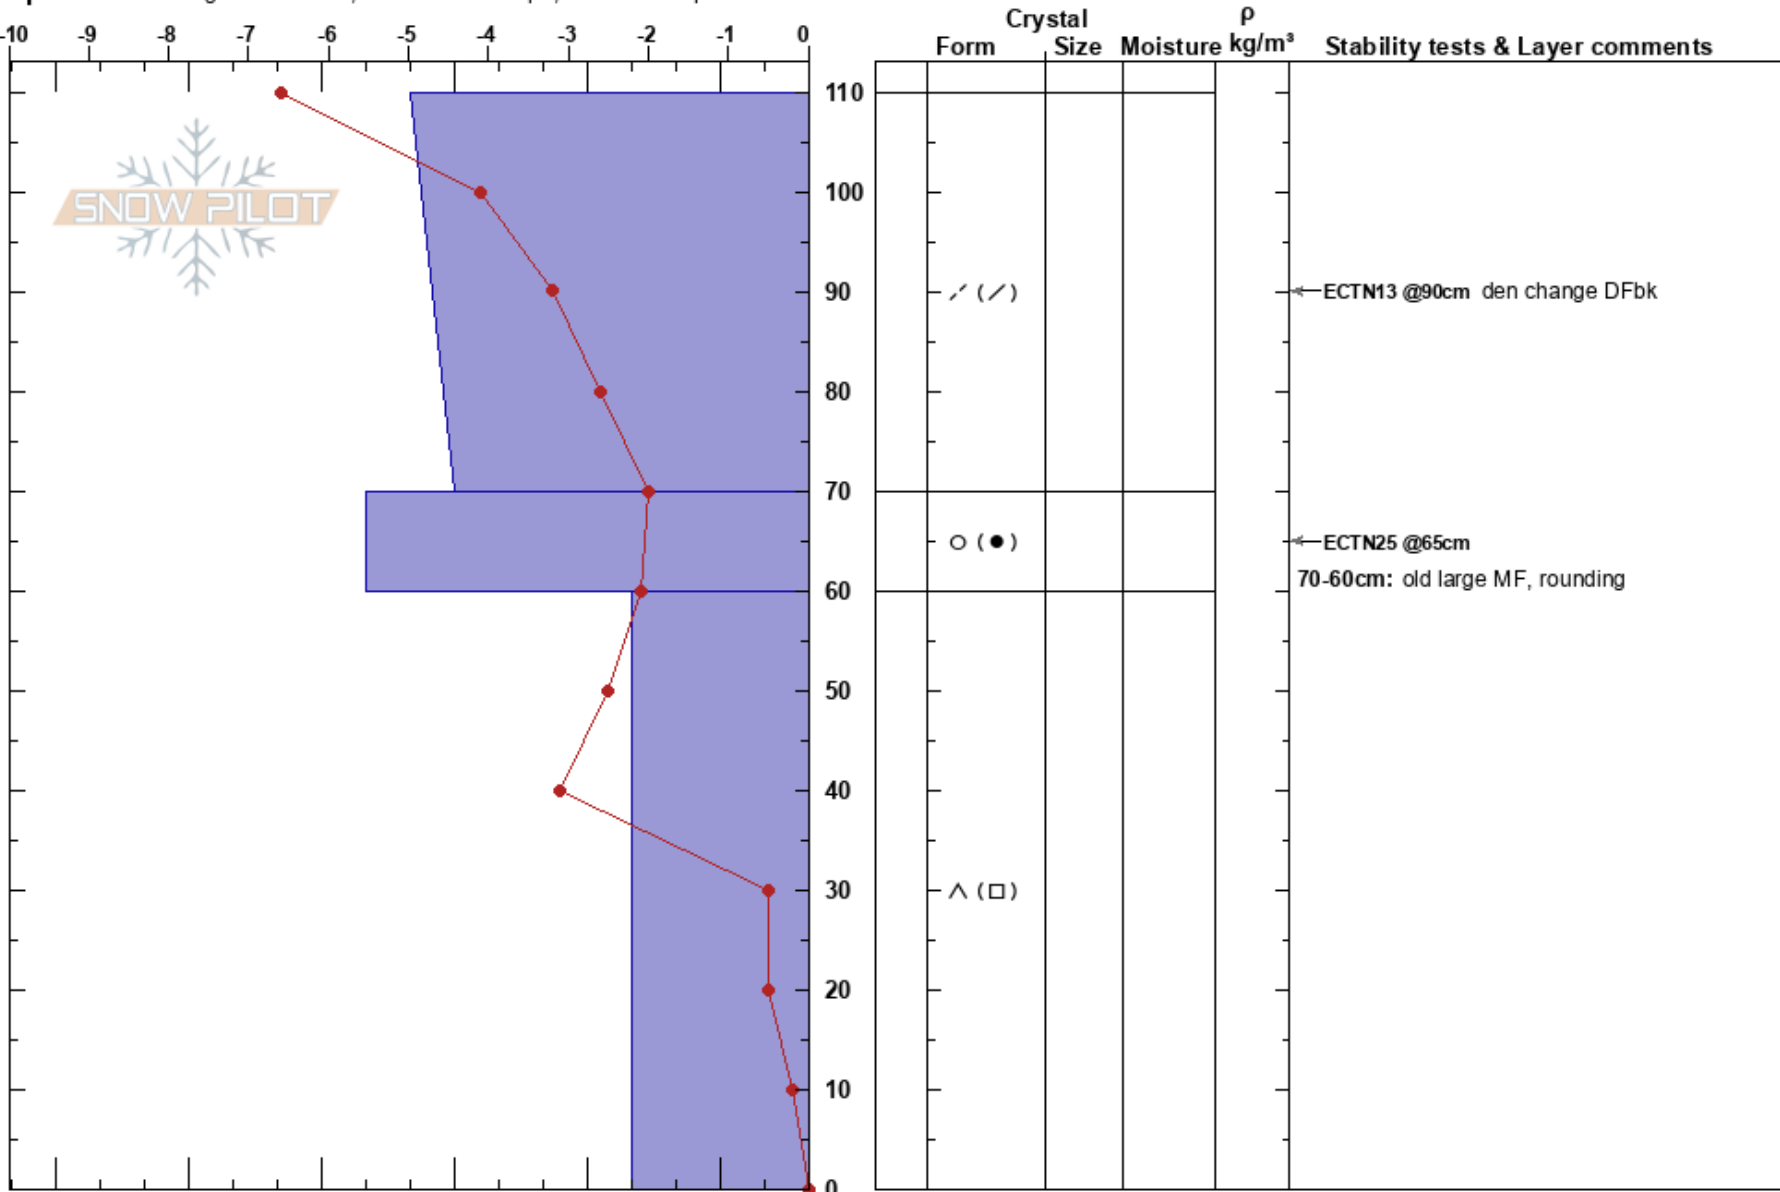 Crystal ρ
Form Size Moisture kg/m³ Stability tests & Layer comments
-10 -9 -8 -7 -6 -5 -4 -3 -2 -1 0
110
SNOW PILOT
100
90
ECTN13 @90cm den change DFbk
80
70
ECTN25 @65cm
70-60cm: old large MF, rounding
60
50
40
30
20
10
0